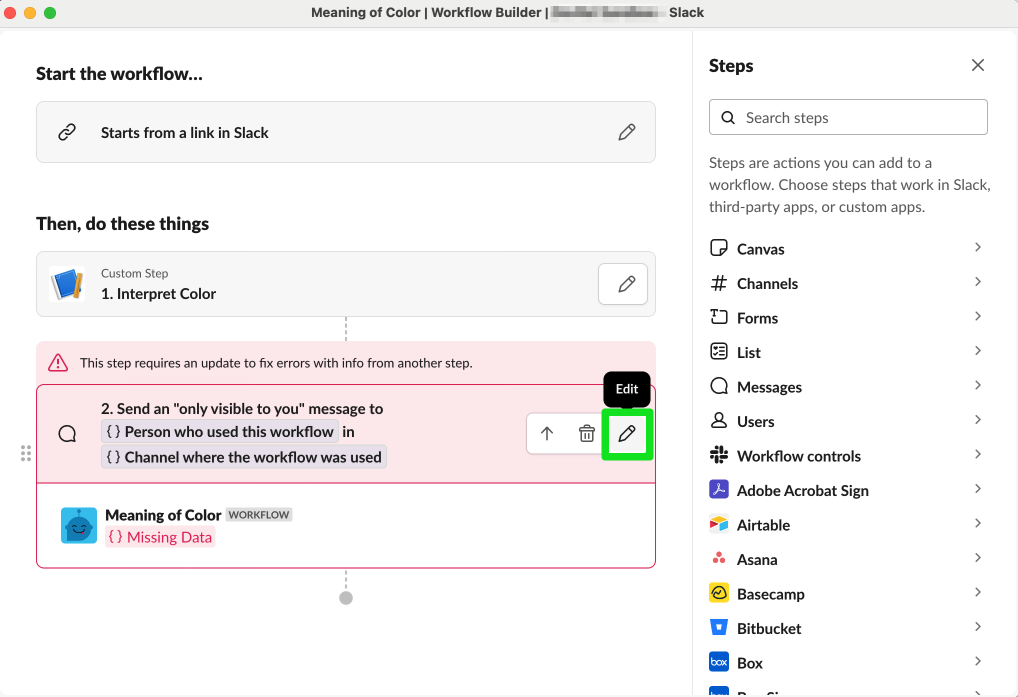 Meaning of Color | Workflow Builder | - Slack
Start the workflow...
Starts from a link in Slack
Then, do these things
Custom Step
1. Interpret Color
This step requires an update to fix errors with info from another step.
Edit
2. Send an "only visible to you" message to
{} Person who used this workflow in
{} Channel where the workflow was used
Meaning of Color WORKFLOW
{} Missing Data
Steps
Search steps
Steps are actions you can add to a
workflow. Choose steps that work in Slack,
third-party apps, or custom apps.
Canvas
Channels
Forms
List
Messages
Users
Workflow controls
Adobe Acrobat Sign
Airtable
Asana
Basecamp
Bitbucket
box Box